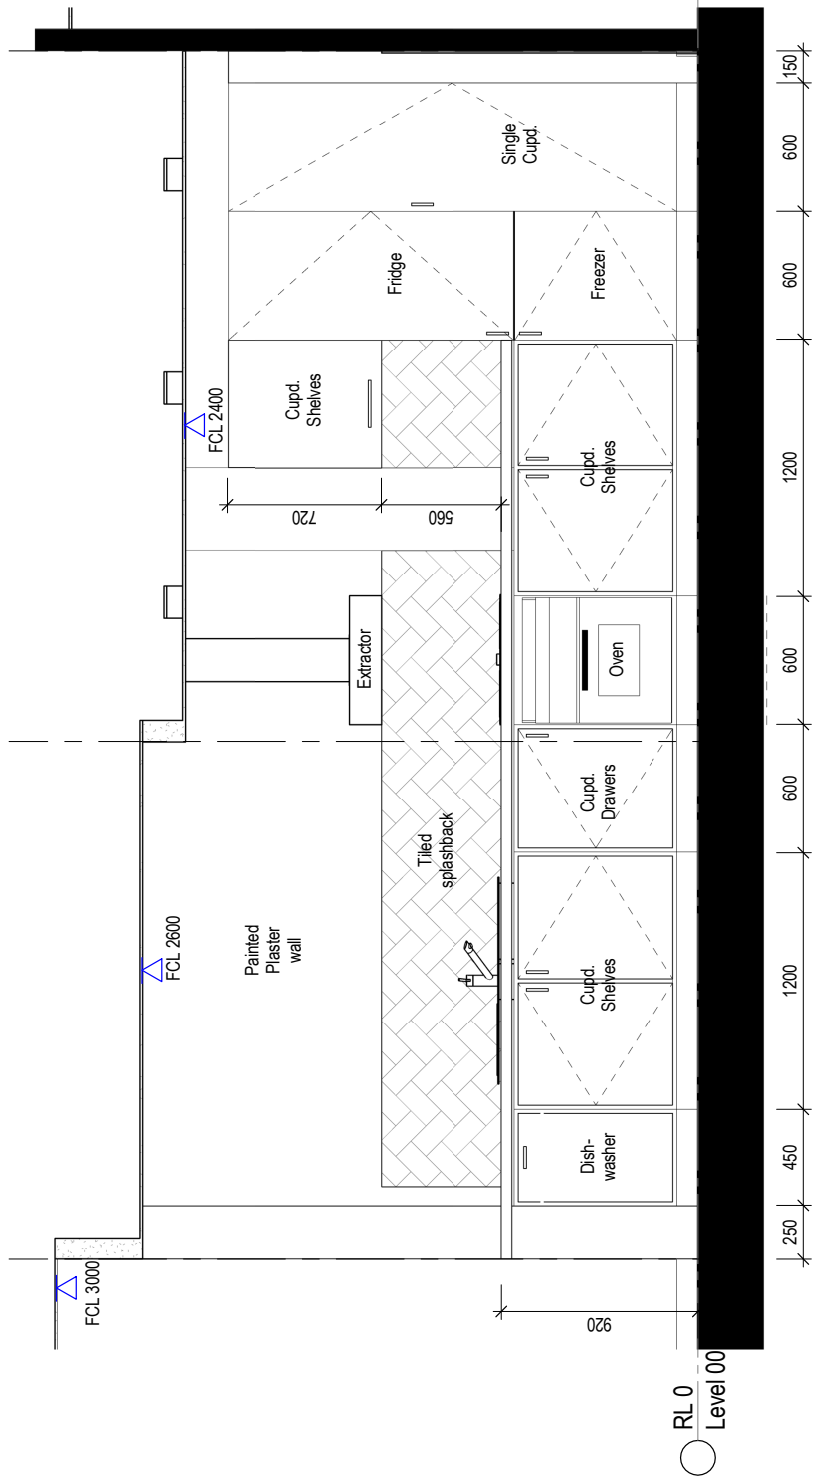 FCL 3000
FCL 2600
FCL 2400
Painted
Plaster
wall
Extractor
Tiled
splashback
720
560
Cupd.
Shelves
Fridge
Single
Cupd.
Freezer
Dish-
washer
Cupd.
Shelves
Cupd.
Drawers
Oven
Cupd.
Shelves
920
RL 0
Level 00
250
450
1200
600
600
1200
600
600
150